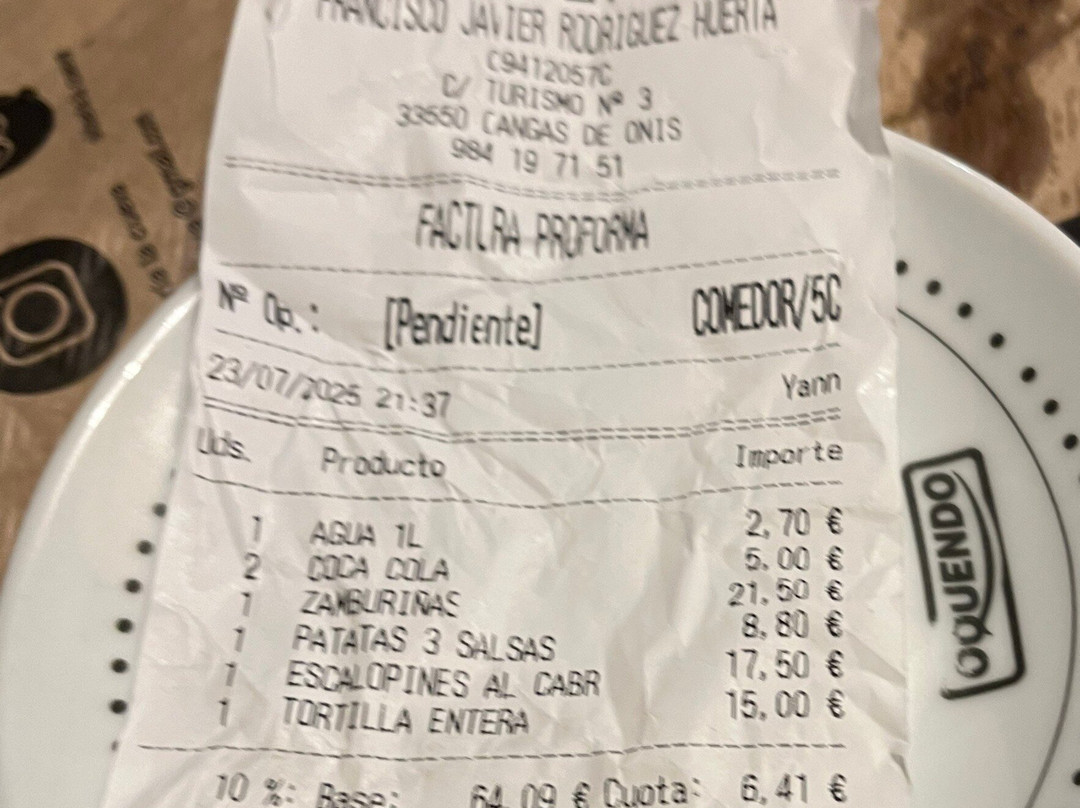 FRANCISCO JAVIER RODRIGUEZ HUERTA
C9412057C
C/ TURISMO Nº 3
33550 CANGAS DE ONIS
984 19 71 51
FACTURA PROFORMA
Nº Op.: [Pendiente] COMEDOR/5C
23/07/2025 21:37 Yann
Uds. Producto Importe
1 AGUA 1L 2,70 €
2 COCA COLA 5,00 €
1 ZAMBURIÑAS 21,50 €
1 PATATAS 3 SALSAS 8,80 €
1 ESCALOPINES AL CABR 17,50 €
1 TORTILLA ENTERA 15,00 €
10 %: Base: 64,09 € Cuota: 6,41 €
OQUENDO